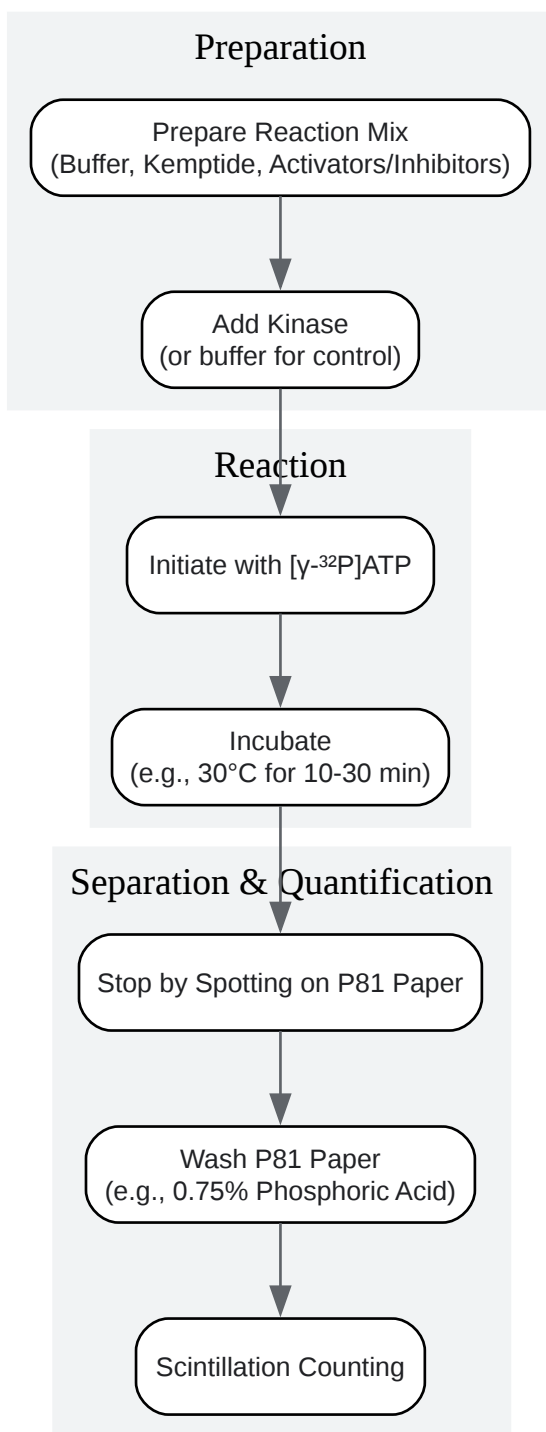 Preparation
Prepare Reaction Mix
(Buffer, Kemptide, Activators/Inhibitors)
Add Kinase
(or buffer for control)
Reaction
Initiate with [γ-³²P]ATP
Incubate
(e.g., 30°C for 10-30 min)
Separation & Quantification
Stop by Spotting on P81 Paper
Wash P81 Paper
(e.g., 0.75% Phosphoric Acid)
Scintillation Counting